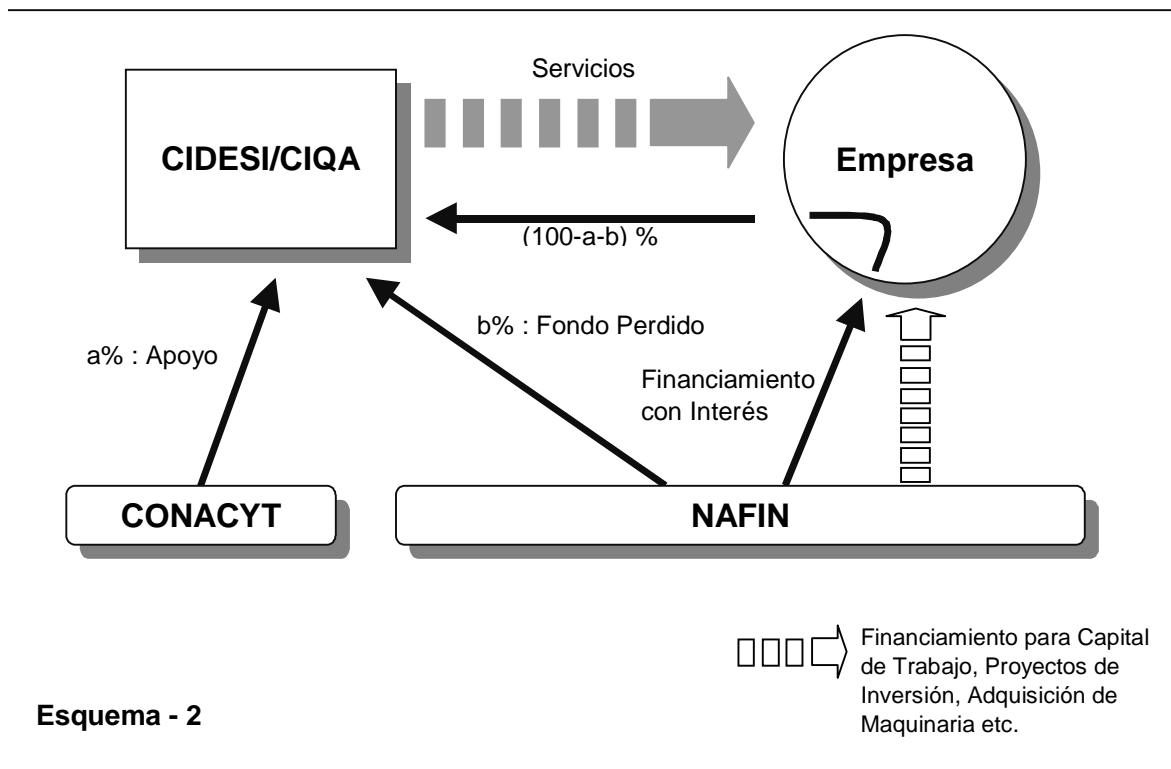 Servicios
CIDESI/CIQA
Empresa
(100-a-b) %
b% : Fondo Perdido
a% : Apoyo
Financiamiento
con Interés
CONACYT
NAFIN
Financiamiento para Capital
de Trabajo, Proyectos de
Inversión, Adquisición de
Maquinaria etc.
Esquema - 2